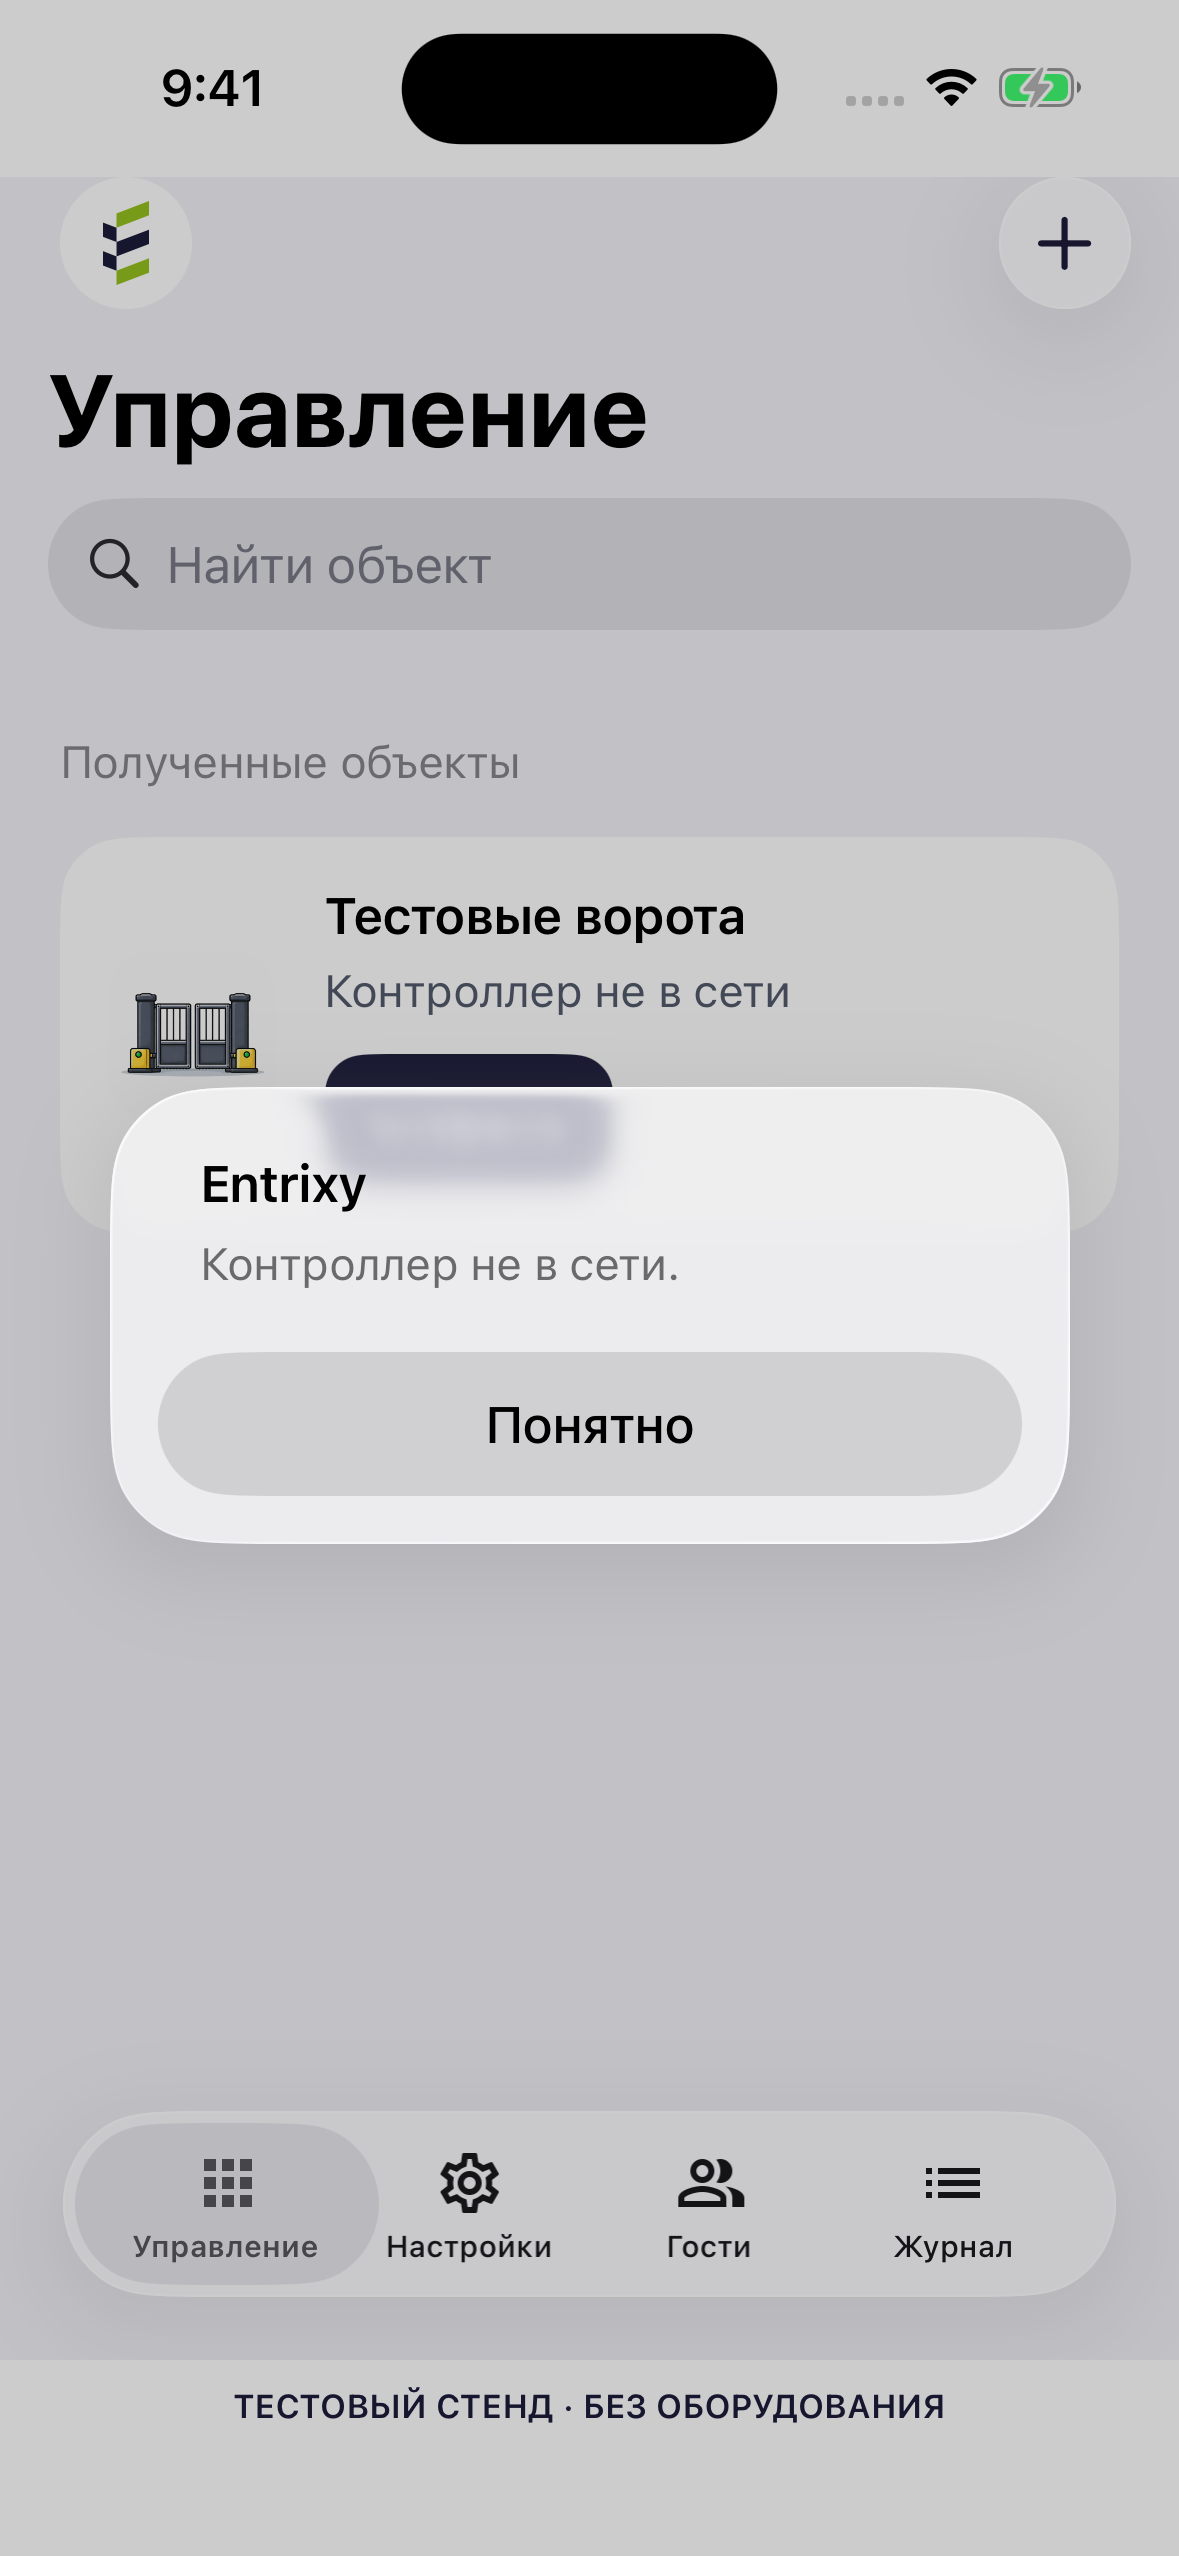 9:41
Управление
Найти объект
Полученные объекты
Тестовые ворота
Контроллер не в сети
Entrixy
Контроллер не в сети.
Понятно
Управление
Настройки
Гости
Журнал
ТЕСТОВЫЙ СТЕНД · БЕЗ ОБОРУДОВАНИЯ